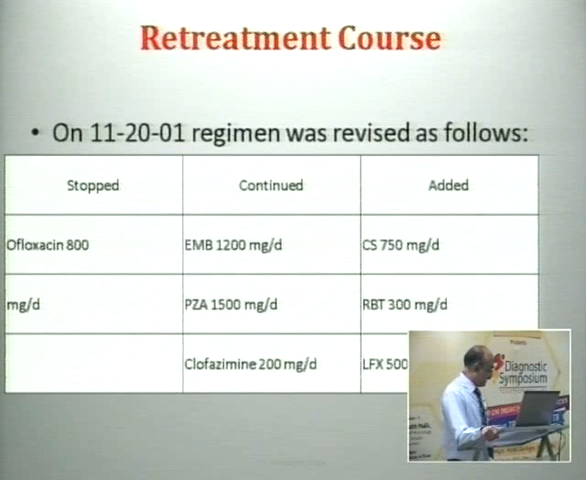 Retreatment Course
• On 11-20-01 regimen was revised as follows:
Stopped Continued Added
Ofloxacin 800 EMB 1200 mg/d CS 750 mg/d
mg/d PZA 1500 mg/d RBT 300 mg/d
Clofazimine 200 mg/d LFX 500
Diagnostic
Symposium